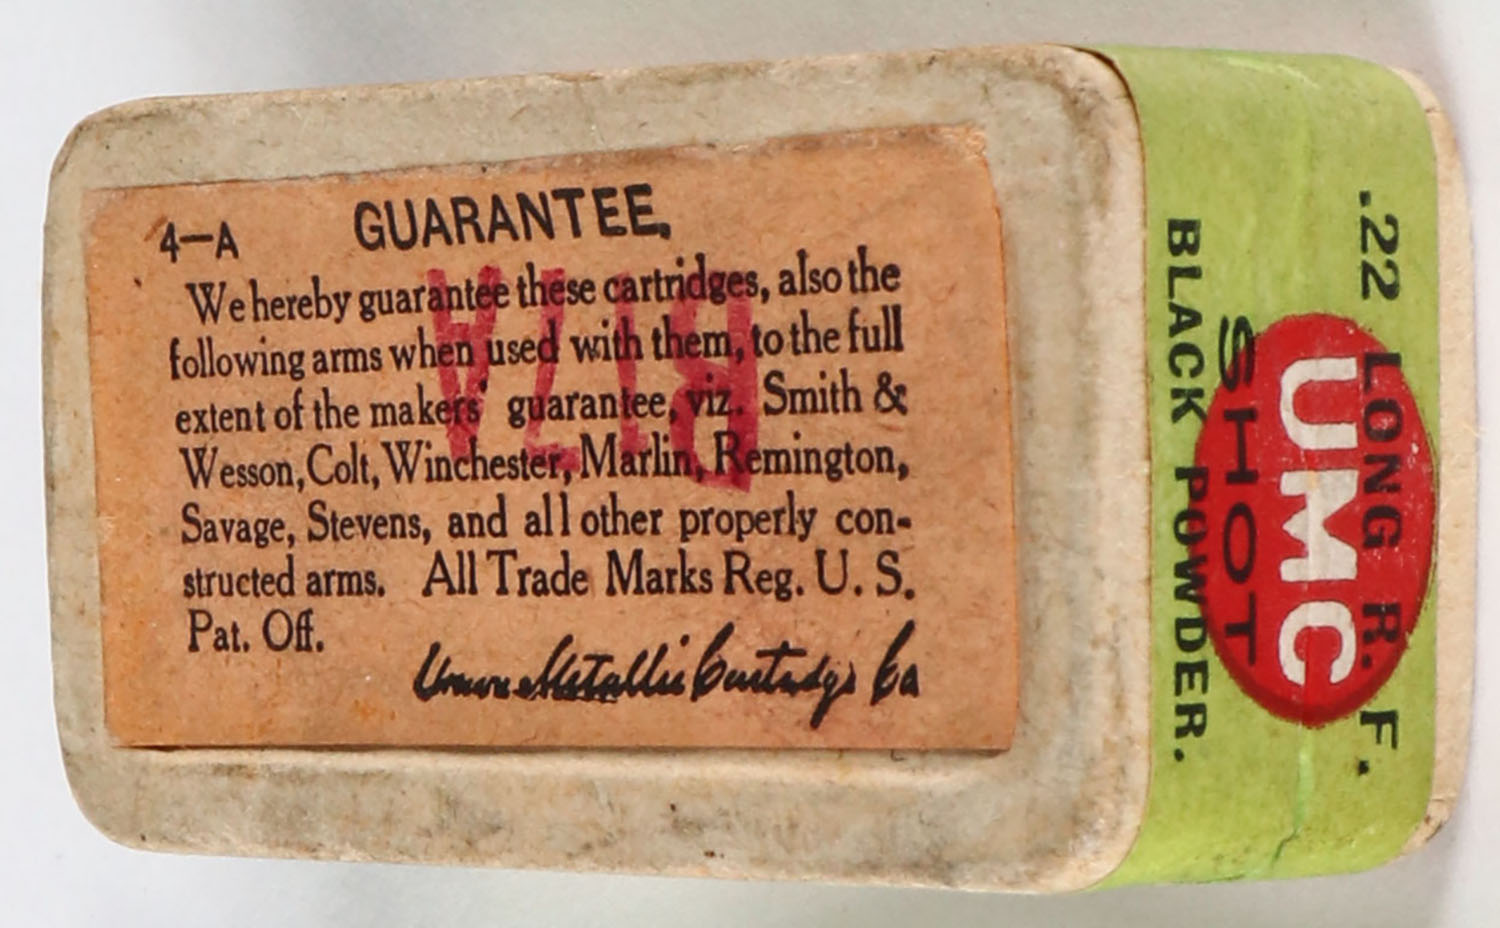 4—A GUARANTEE.
We hereby guarantee these cartridges, also the
following arms when used with them, to the full
extent of the makers' guarantee, viz. Smith &
Wesson, Colt, Winchester, Marlin, Remington,
Savage, Stevens, and all other properly con-
structed arms. All Trade Marks Reg. U. S.
Pat. Off.
Union Metallic Cartridge Co
.22 LONG R. F.
UMC
SHOT
BLACK POWDER.